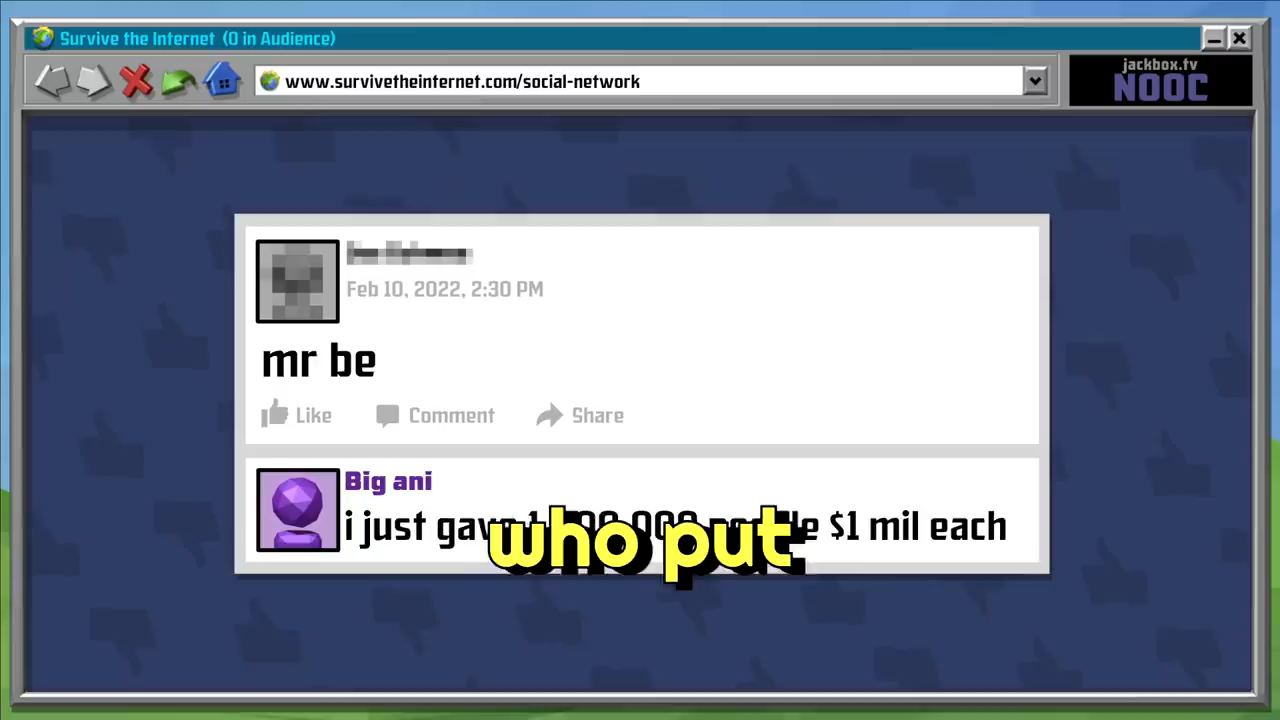 Survive the Internet (0 in Audience)
www.survivetheinternet.com/social-network
jackbox.tv
NOOC
Feb 10, 2022, 2:30 PM
mr be
Like
Comment
Share
Big ani
i just gave $1 mil each
who put